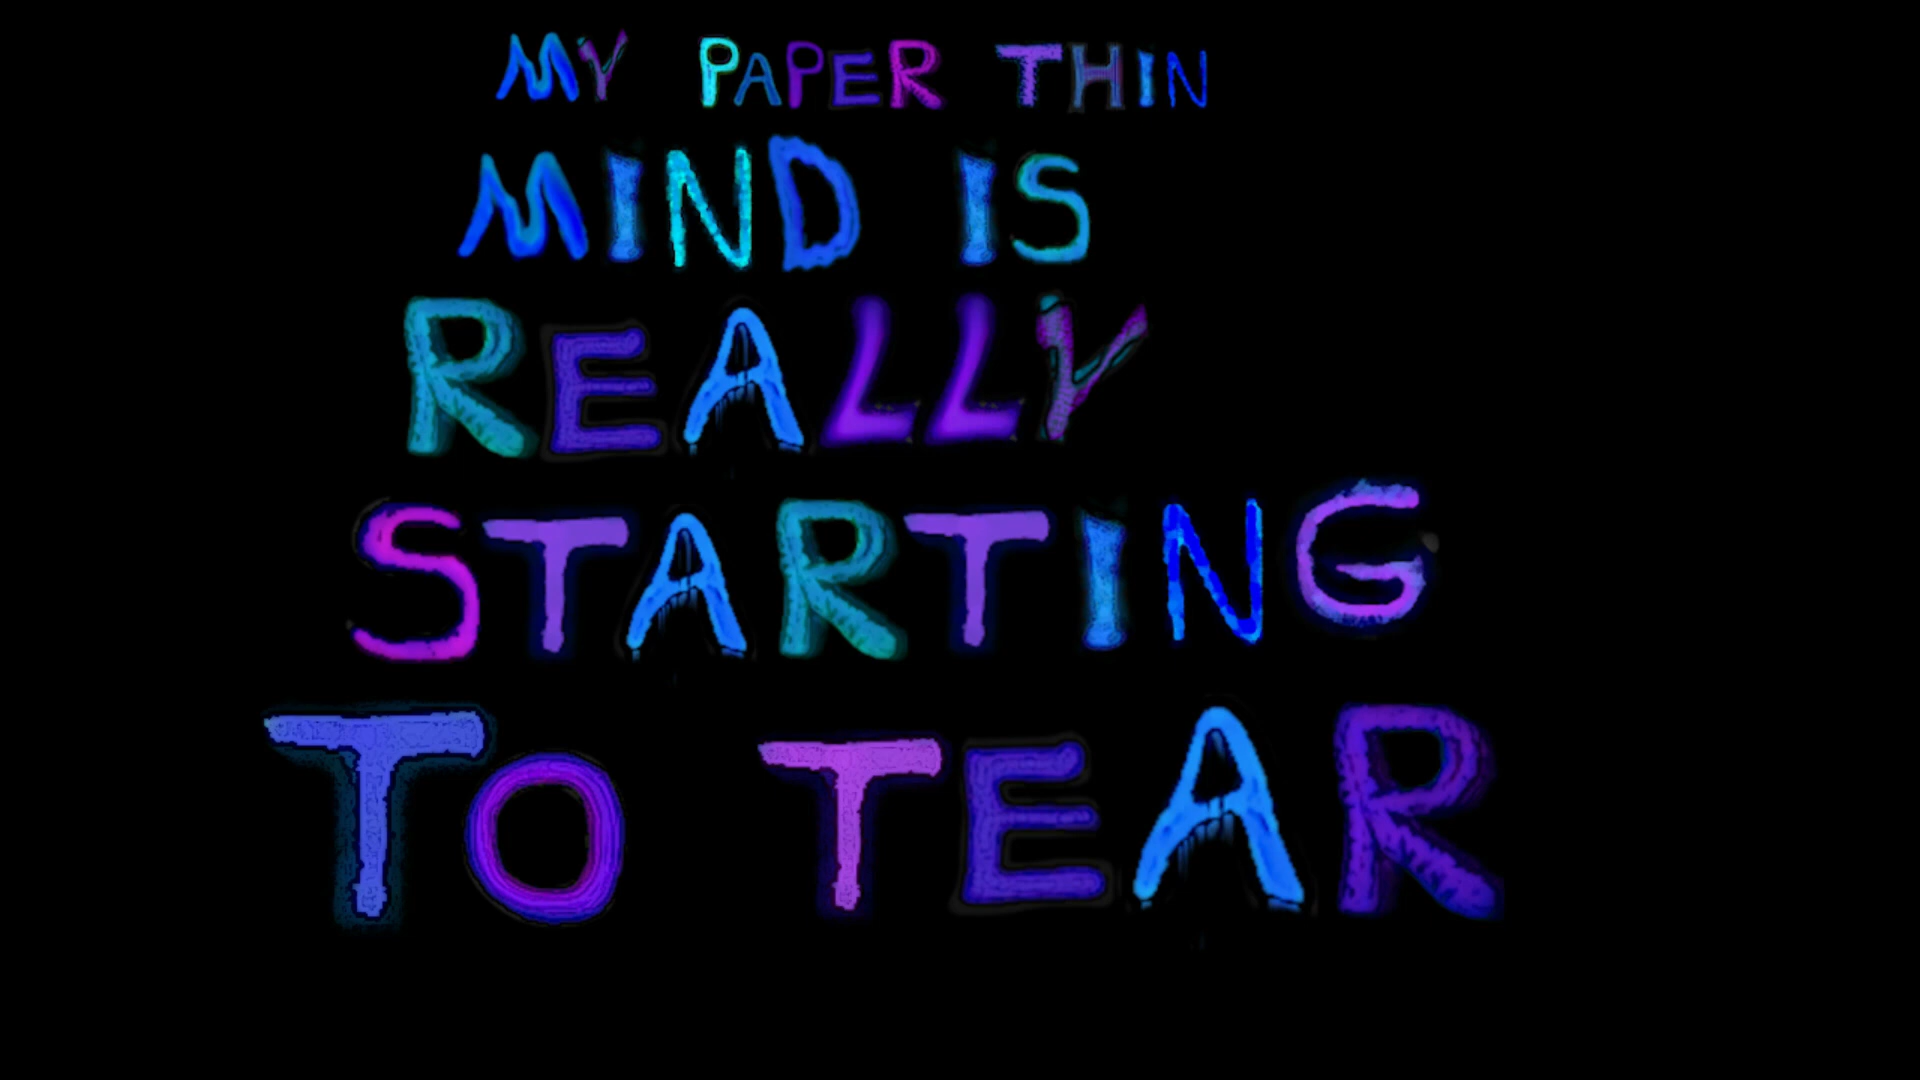 MY PAPER THIN
MIND IS
REALLY
STARTING
TO TEAR